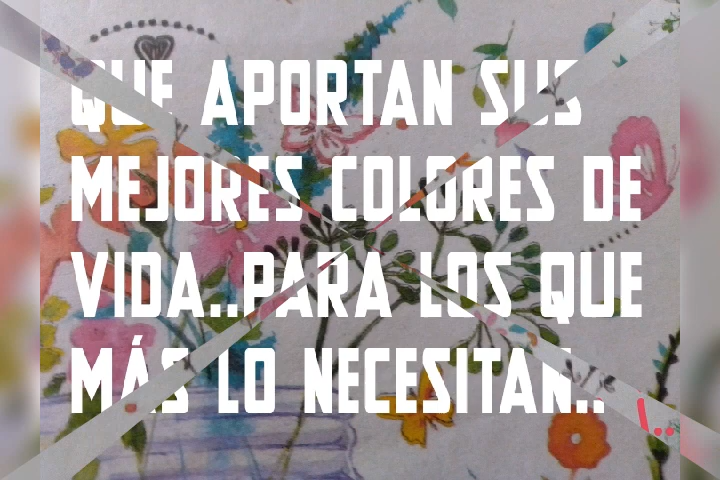 QUE APORTAN SUS
MEJORES COLORES DE
VIDA..PARA LOS QUE
MÁS LO NECESITAN..